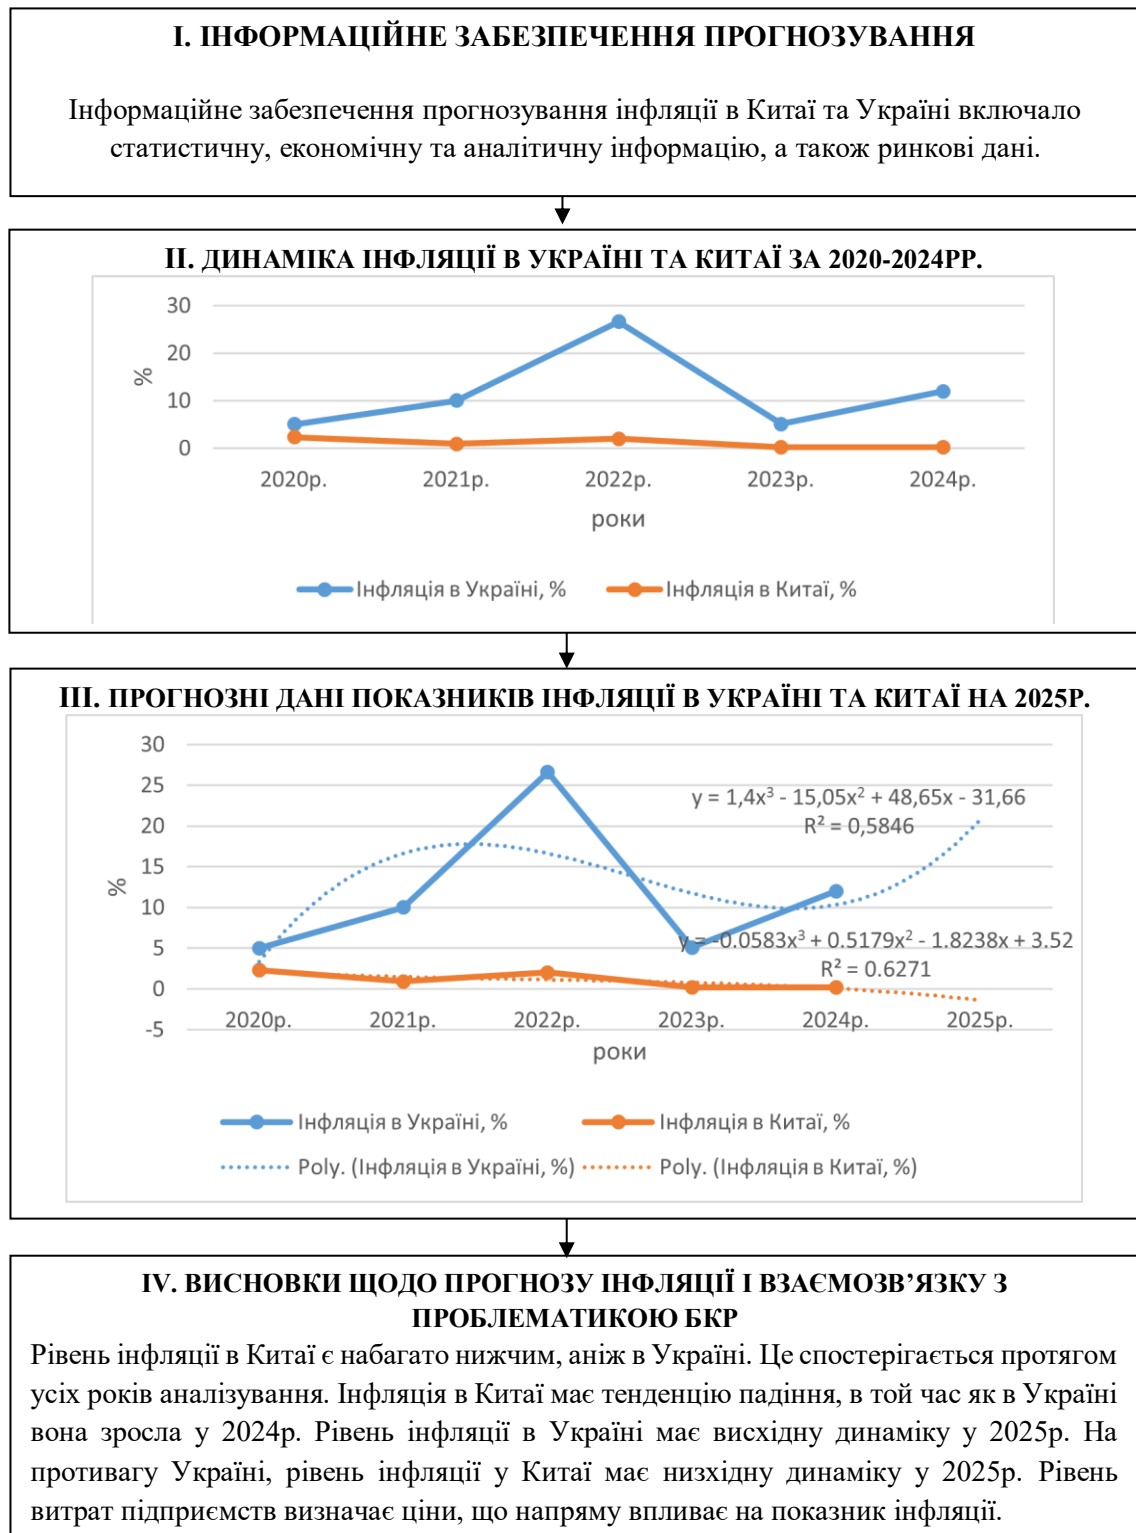 І. ІНФОРМАЦІЙНЕ ЗАБЕЗПЕЧЕННЯ ПРОГНОЗУВАННЯ
Інформаційне забезпечення прогнозування інфляції в Китаї та Україні включало
статистичну, економічну та аналітичну інформацію, а також ринкові дані.
ІІ. ДИНАМІКА ІНФЛЯЦІЇ В УКРАЇНІ ТА КИТАЇ ЗА 2020-2024РР.
30
20
10
0
%
2020р. 2021р. 2022р. 2023р. 2024р.
роки
Інфляція в Україні, % Інфляція в Китаї, %
ІІІ. ПРОГНОЗНІ ДАНІ ПОКАЗНИКІВ ІНФЛЯЦІЇ В УКРАЇНІ ТА КИТАЇ НА 2025Р.
30
25
20
15
10
5
0
-5
%
y = 1,4x³ - 15,05x² + 48,65x - 31,66
R² = 0,5846
y = -0.0583x³ + 0.5179x² - 1.8238x + 3.52
R² = 0.6271
2020р. 2021р. 2022р. 2023р. 2024р. 2025р.
роки
Інфляція в Україні, % Інфляція в Китаї, %
Poly. (Інфляція в Україні, %) Poly. (Інфляція в Китаї, %)
IV. ВИСНОВКИ ЩОДО ПРОГНОЗУ ІНФЛЯЦІЇ І ВЗАЄМОЗВ’ЯЗКУ З
ПРОБЛЕМАТИКОЮ БКР
Рівень інфляції в Китаї є набагато нижчим, аніж в Україні. Це спостерігається протягом
усіх років аналізування. Інфляція в Китаї має тенденцію падіння, в той час як в Україні
вона зросла у 2024р. Рівень інфляції в Україні має висхідну динаміку у 2025р. На
противагу Україні, рівень інфляції у Китаї має низхідну динаміку у 2025р. Рівень
витрат підприємств визначає ціни, що напряму впливає на показник інфляції.